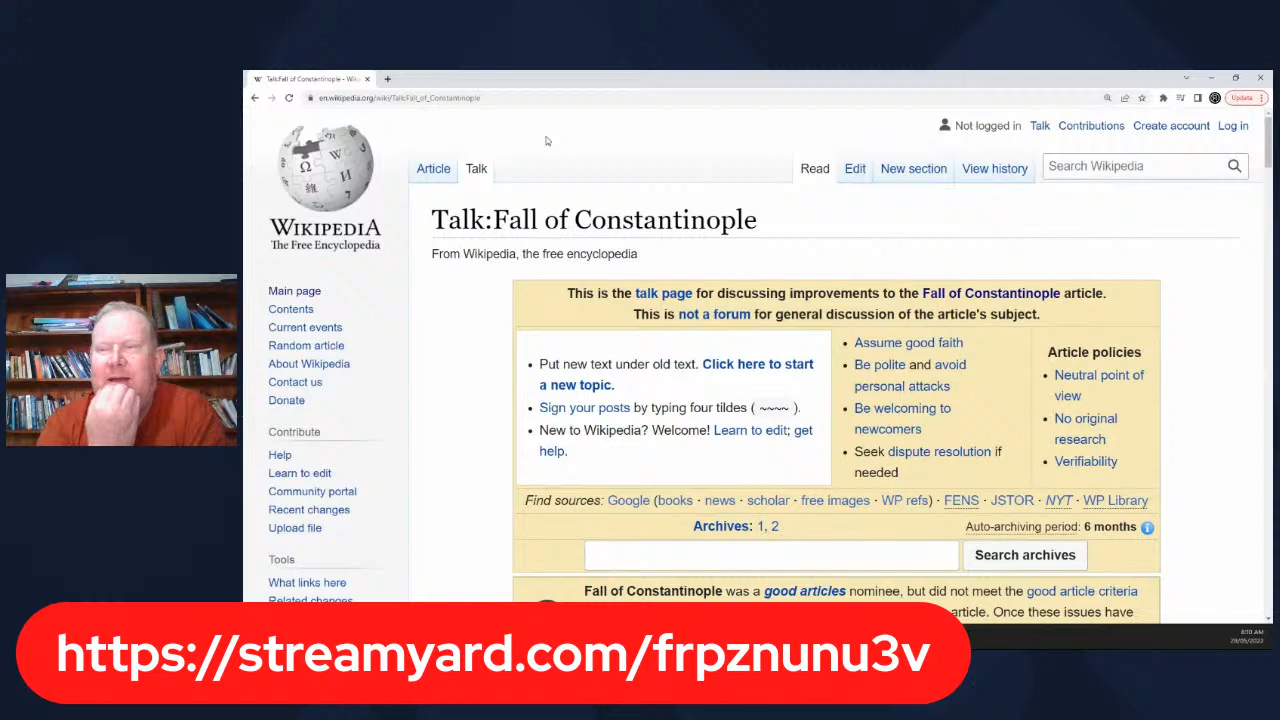 Talk:Fall of Constantinople - Wiki
en.wikipedia.org/wiki/Talk:Fall_of_Constantinople
Update
Not logged in Talk Contributions Create account Log in
Article Talk Read Edit New section View history Search Wikipedia
WIKIPEDIA
The Free Encyclopedia
Talk:Fall of Constantinople
From Wikipedia, the free encyclopedia
Main page
Contents
Current events
Random article
About Wikipedia
Contact us
Donate
Contribute
Help
Learn to edit
Community portal
Recent changes
Upload file
Tools
What links here
Related changes
This is the talk page for discussing improvements to the Fall of Constantinople article.
This is not a forum for general discussion of the article's subject.
• Put new text under old text. Click here to start
a new topic.
• Sign your posts by typing four tildes ( ~~~~ ).
• New to Wikipedia? Welcome! Learn to edit; get
help.
• Assume good faith
• Be polite and avoid
personal attacks
• Be welcoming to
newcomers
• Seek dispute resolution if
needed
Article policies
• Neutral point of
view
• No original
research
• Verifiability
Find sources: Google (books · news · scholar · free images · WP refs) · FENS · JSTOR · NYT · WP Library
Archives: 1, 2
Auto-archiving period: 6 months
Search archives
Fall of Constantinople was a good articles nominee, but did not meet the good article criteria
article. Once these issues have
8:00 AM
29/05/2022
https://streamyard.com/frpznunu3v